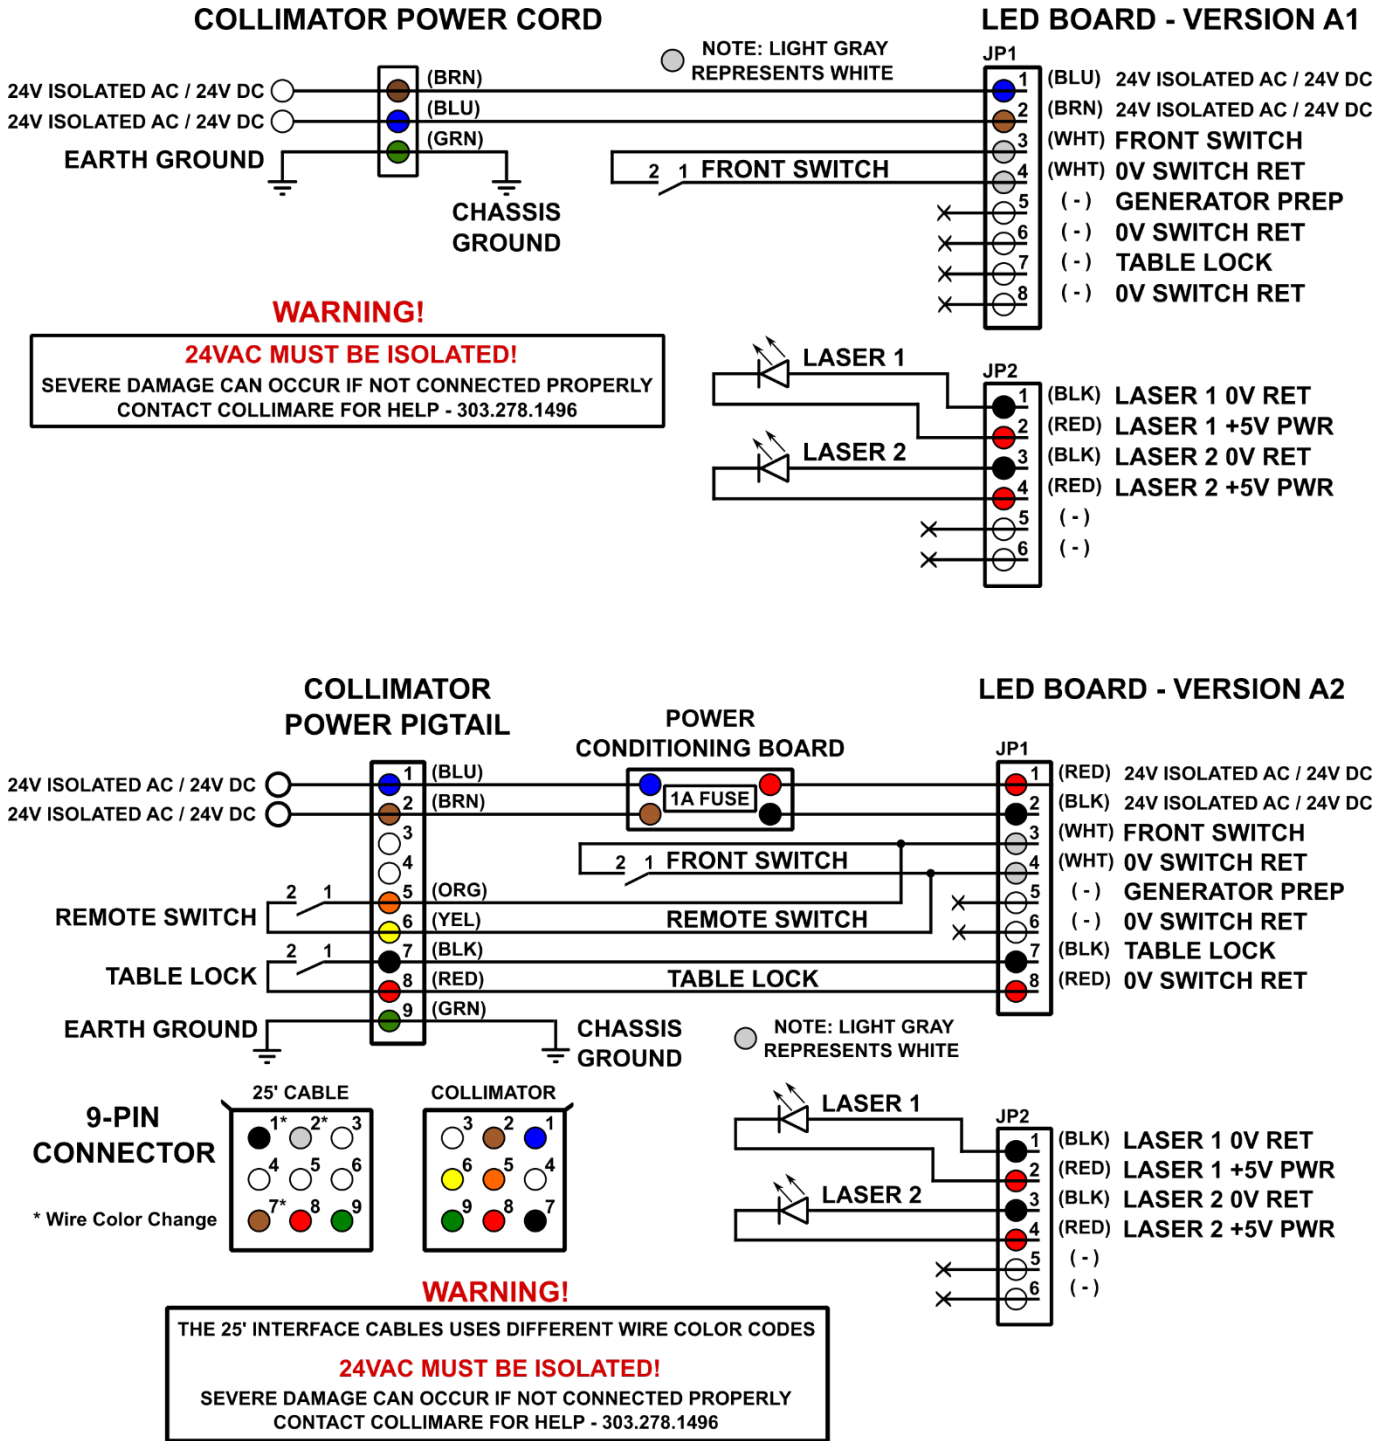 COLLIMATOR POWER CORD
LED BOARD - VERSION A1
NOTE: LIGHT GRAY
REPRESENTS WHITE
24V ISOLATED AC / 24V DC
(BRN)
24V ISOLATED AC / 24V DC
(BLU)
EARTH GROUND
(GRN)
CHASSIS
GROUND
2 1 FRONT SWITCH
JP1
1 (BLU) 24V ISOLATED AC / 24V DC
2 (BRN) 24V ISOLATED AC / 24V DC
3 (WHT) FRONT SWITCH
4 (WHT) 0V SWITCH RET
5 ( - ) GENERATOR PREP
6 ( - ) 0V SWITCH RET
7 ( - ) TABLE LOCK
8 ( - ) 0V SWITCH RET
WARNING!
24VAC MUST BE ISOLATED!
SEVERE DAMAGE CAN OCCUR IF NOT CONNECTED PROPERLY
CONTACT COLLIMARE FOR HELP - 303.278.1496
LASER 1
LASER 2
JP2
1 (BLK) LASER 1 0V RET
2 (RED) LASER 1 +5V PWR
3 (BLK) LASER 2 0V RET
4 (RED) LASER 2 +5V PWR
5 ( - )
6 ( - )
COLLIMATOR
POWER PIGTAIL
POWER
CONDITIONING BOARD
LED BOARD - VERSION A2
24V ISOLATED AC / 24V DC
1 (BLU)
24V ISOLATED AC / 24V DC
2 (BRN)
3
4
5 (ORG)
REMOTE SWITCH
2 1
6 (YEL)
7 (BLK)
TABLE LOCK
2 1
8 (RED)
EARTH GROUND
9 (GRN)
1A FUSE
2 1 FRONT SWITCH
REMOTE SWITCH
TABLE LOCK
CHASSIS
GROUND
JP1
1 (RED) 24V ISOLATED AC / 24V DC
2 (BLK) 24V ISOLATED AC / 24V DC
3 (WHT) FRONT SWITCH
4 (WHT) 0V SWITCH RET
5 ( - ) GENERATOR PREP
6 ( - ) 0V SWITCH RET
7 (BLK) TABLE LOCK
8 (RED) 0V SWITCH RET
NOTE: LIGHT GRAY
REPRESENTS WHITE
9-PIN
CONNECTOR
* Wire Color Change
25' CABLE
1* 2* 3
4 5 6
7* 8 9
COLLIMATOR
3 2 1
6 5 4
9 8 7
LASER 1
LASER 2
JP2
1 (BLK) LASER 1 0V RET
2 (RED) LASER 1 +5V PWR
3 (BLK) LASER 2 0V RET
4 (RED) LASER 2 +5V PWR
5 ( - )
6 ( - )
WARNING!
THE 25' INTERFACE CABLES USES DIFFERENT WIRE COLOR CODES
24VAC MUST BE ISOLATED!
SEVERE DAMAGE CAN OCCUR IF NOT CONNECTED PROPERLY
CONTACT COLLIMARE FOR HELP - 303.278.1496